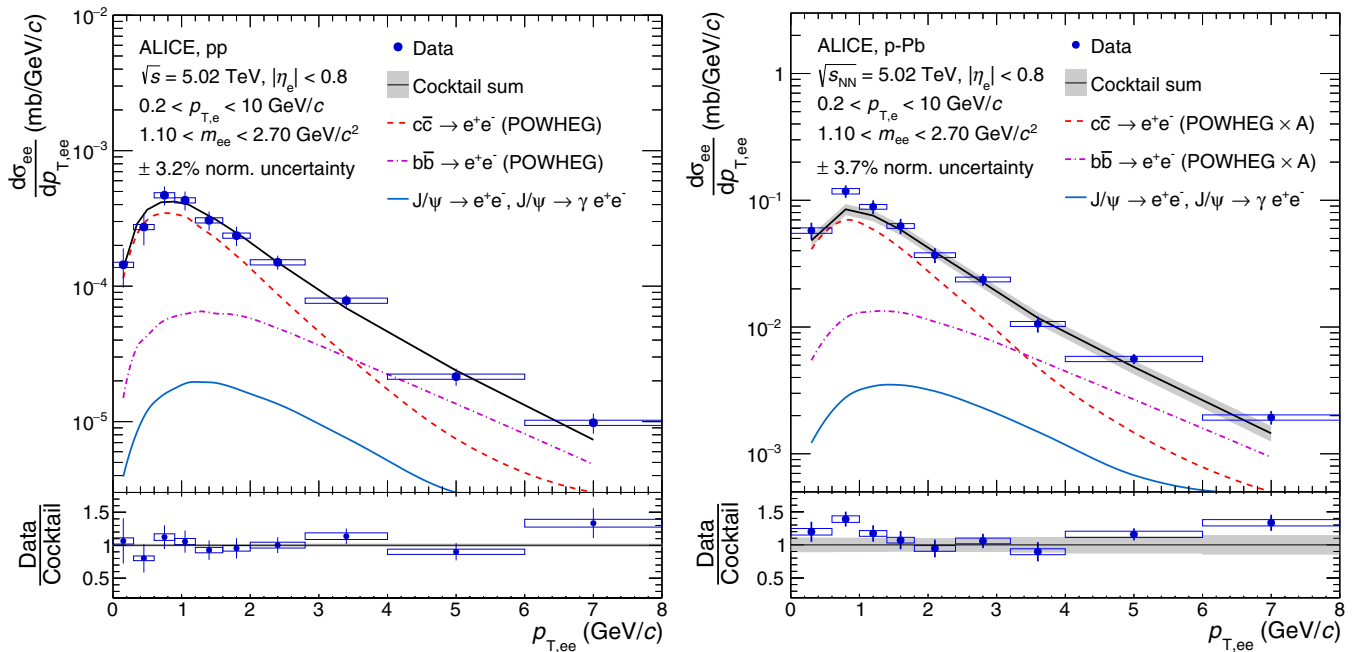 ALICE, pp
√s = 5.02 TeV, |ηₑ| < 0.8
0.2 < p_T,e < 10 GeV/c
1.10 < m_ee < 2.70 GeV/c²
± 3.2% norm. uncertainty
Data
Cocktail sum
cc̄ → e⁺e⁻ (POWHEG)
bb̄ → e⁺e⁻ (POWHEG)
J/ψ → e⁺e⁻, J/ψ → γ e⁺e⁻
dσ_ee
dp_T,ee
(mb/GeV/c)
10⁻²
10⁻³
10⁻⁴
10⁻⁵
Data
Cocktail
1.5
1
0.5
0 1 2 3 4 5 6 7 8
p_T,ee (GeV/c)
ALICE, p-Pb
√s_NN = 5.02 TeV, |ηₑ| < 0.8
0.2 < p_T,e < 10 GeV/c
1.10 < m_ee < 2.70 GeV/c²
± 3.7% norm. uncertainty
Data
Cocktail sum
cc̄ → e⁺e⁻ (POWHEG × A)
bb̄ → e⁺e⁻ (POWHEG × A)
J/ψ → e⁺e⁻, J/ψ → γ e⁺e⁻
dσ_ee
dp_T,ee
(mb/GeV/c)
1
10⁻¹
10⁻²
10⁻³
Data
Cocktail
1.5
1
0.5
0 1 2 3 4 5 6 7 8
p_T,ee (GeV/c)